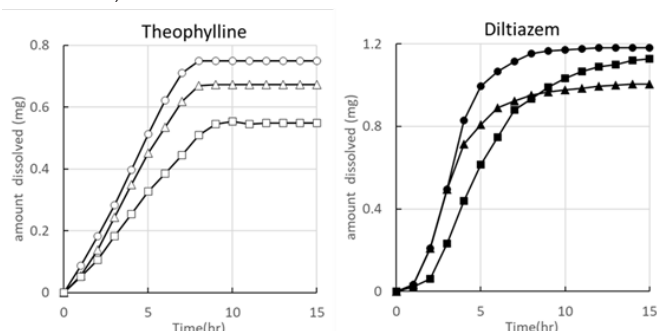 Theophylline
0.8
0.6
0.4
0.2
0
amount dissolved (mg)
0 5 10 15
Time(hr)
Diltiazem
1.2
0.8
0.4
0
amount dissolved (mg)
0 5 10 15
Time(hr)